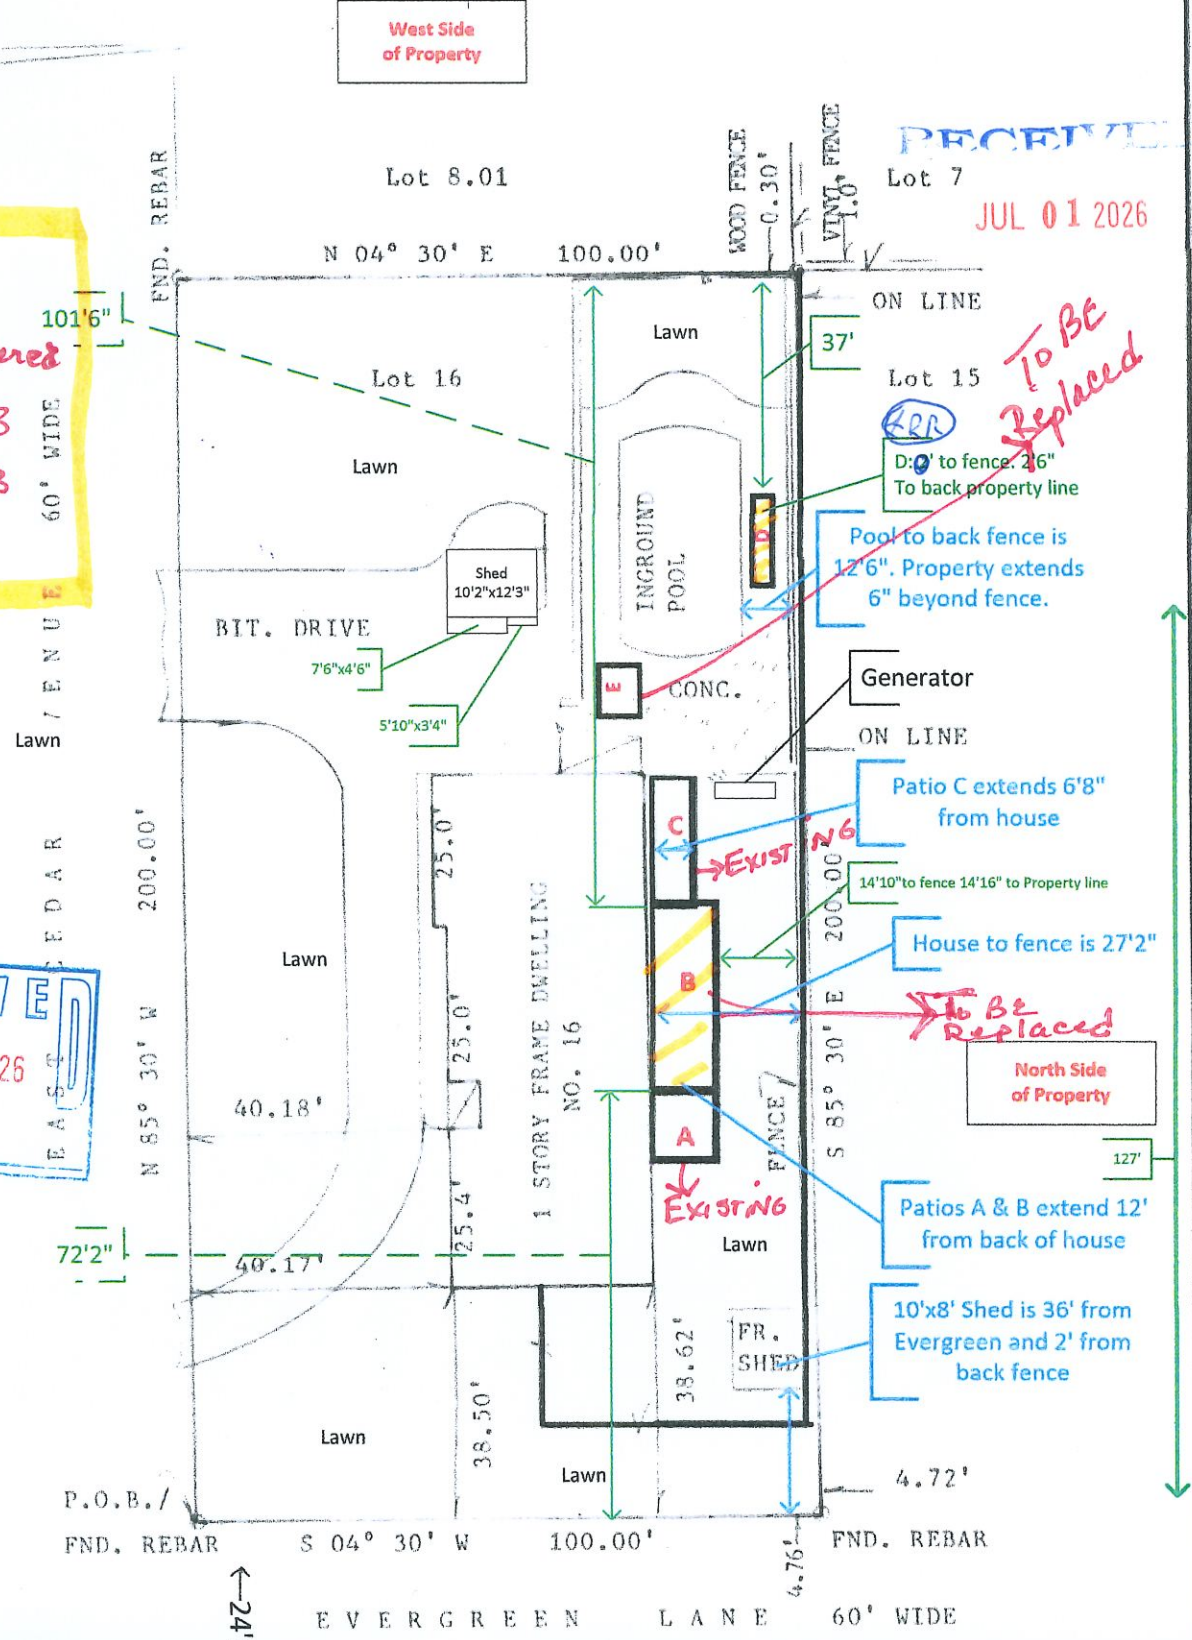 West Side
of Property
RECEIVE
JUL 01 2026
Lot 8.01
Lot 7
FND. REBAR
WOOD FENCE
0.30'
VINYL FENCE
1.0'
N 04° 30' E 100.00'
ON LINE
101'6"
Lawn
37'
To BE
Replaced
Lot 16
Lot 15
60' WIDE
Lawn
D: 2' to fence. 2'6"
To back property line
D
INGROUND
POOL
Pool to back fence is
12'6". Property extends
6" beyond fence.
Shed
10'2"x12'3"
BIT. DRIVE
7'6"x4'6"
5'10"x3'4"
E
CONC.
Generator
ON LINE
Lawn
EAST CEDAR AVENUE
N 85° 30' W 200.00'
25.0'
C
Patio C extends 6'8"
from house
EXISTING
14'10"to fence 14'16" to Property line
S 85° 30' E 200.00'
1 STORY FRAME DWELLING
NO. 16
Lawn
B
House to fence is 27'2"
To BE
Replaced
VED
26
25.0'
North Side
of Property
40.18'
A
FENCE
127'
EXISTING
Patios A & B extend 12'
from back of house
25.4'
Lawn
72'2"
40.17'
FR.
SHED
10'x8' Shed is 36' from
Evergreen and 2' from
back fence
38.62'
38.50'
Lawn
Lawn
4.72'
P.O.B./
FND. REBAR
S 04° 30' W 100.00'
4.76'
FND. REBAR
←24'
EVERGREEN LANE 60' WIDE